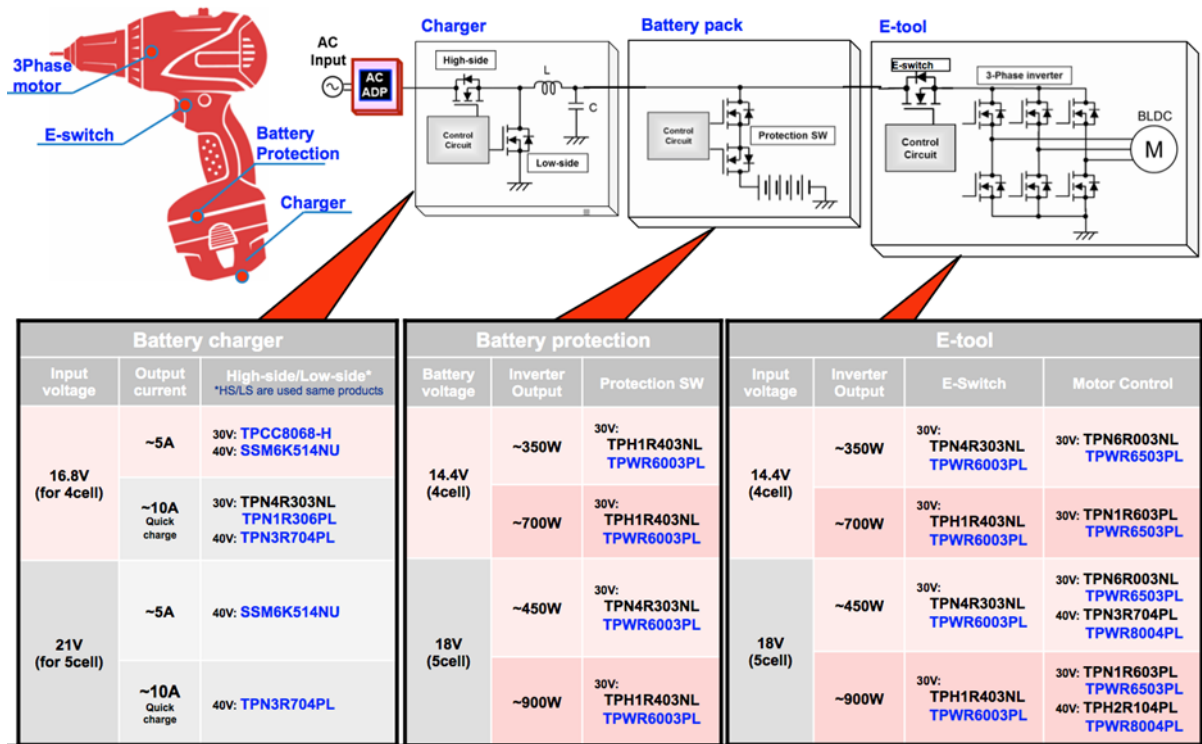 3Phase
motor
E-switch
Battery
Protection
Charger
AC
Input
AC
ADP
Charger
High-side
L
C
Control
Circuit
Low-side
Battery pack
Control
Circuit
Protection SW
E-tool
E-switch
3-Phase inverter
Control
Circuit
BLDC
M
Battery charger
Input
voltage
Output
current
High-side/Low-side*
*HS/LS are used same products
16.8V
(for 4cell)
~5A
30V: TPCC8068-H
40V: SSM6K514NU
~10A
Quick
charge
30V: TPN4R303NL
TPN1R306PL
40V: TPN3R704PL
21V
(for 5cell)
~5A
40V: SSM6K514NU
~10A
Quick
charge
40V: TPN3R704PL
Battery protection
Battery
voltage
Inverter
Output
Protection SW
14.4V
(4cell)
~350W
30V:
TPH1R403NL
TPWR6003PL
~700W
30V:
TPH1R403NL
TPWR6003PL
18V
(5cell)
~450W
30V:
TPN4R303NL
TPWR6003PL
~900W
30V:
TPH1R403NL
TPWR6003PL
E-tool
Input
voltage
Inverter
Output
E-Switch
Motor Control
14.4V
(4cell)
~350W
30V:
TPN4R303NL
TPWR6003PL
30V: TPN6R003NL
TPWR6503PL
~700W
30V:
TPH1R403NL
TPWR6003PL
30V: TPN1R603PL
TPWR6503PL
18V
(5cell)
~450W
30V:
TPN4R303NL
TPWR6003PL
30V: TPN6R003NL
TPWR6503PL
40V: TPN3R704PL
TPWR8004PL
~900W
30V:
TPH1R403NL
TPWR6003PL
30V: TPN1R603PL
TPWR6503PL
40V: TPH2R104PL
TPWR8004PL